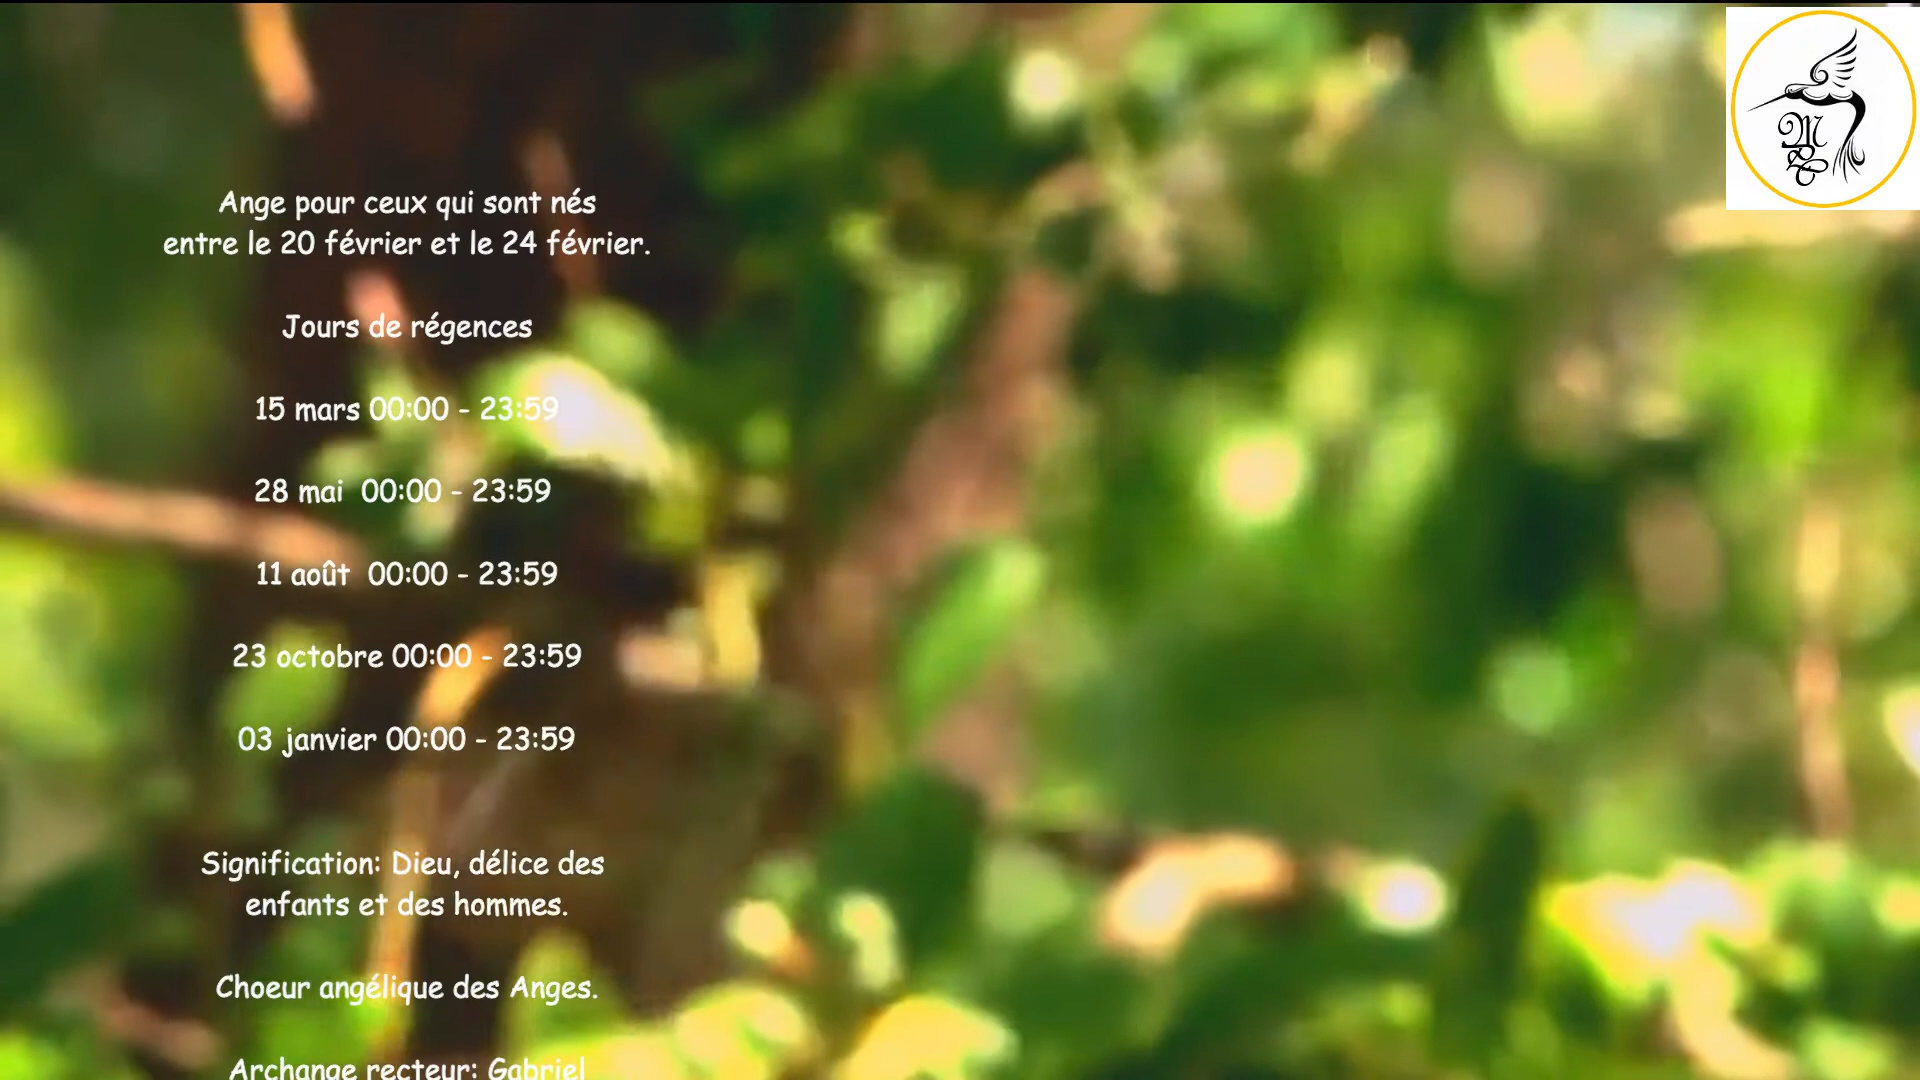 Ange pour ceux qui sont nés
entre le 20 février et le 24 février.
Jours de régences
15 mars 00:00 - 23:59
28 mai  00:00 - 23:59
11 août  00:00 - 23:59
23 octobre 00:00 - 23:59
03 janvier 00:00 - 23:59
Signification: Dieu, délice des
enfants et des hommes.
Choeur angélique des Anges.
Archange recteur: Gabriel